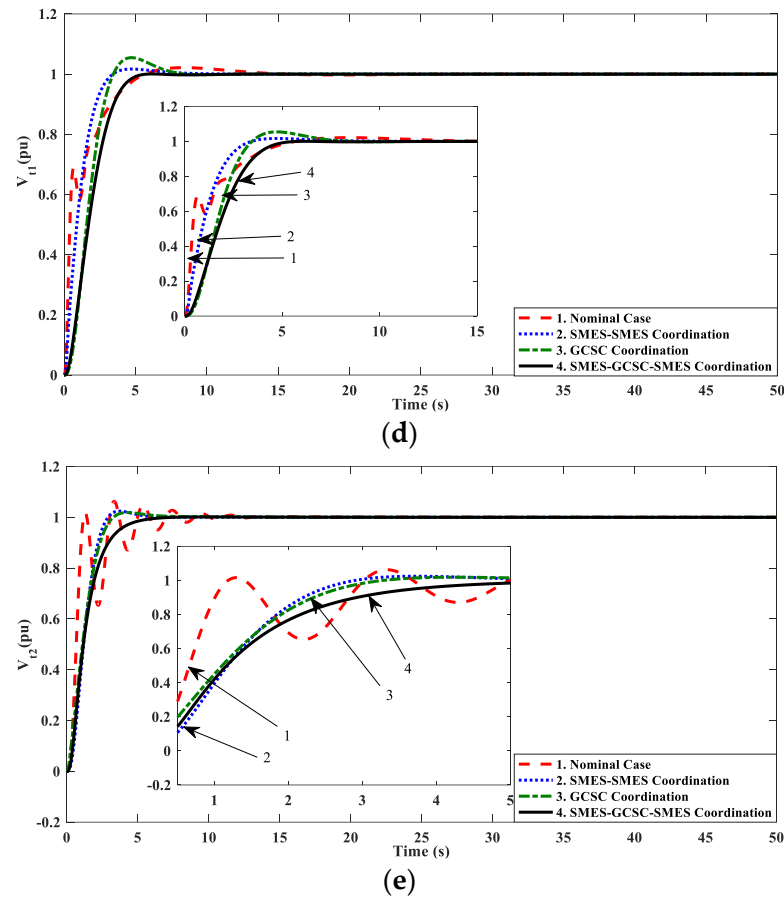 1.2
1
0.8
0.6
0.4
0.2
0
V_t1(pu)
1.2
1
0.8
0.6
0.4
0.2
0
4
3
2
1
0 5 10 15
1. Nominal Case
2. SMES-SMES Coordination
3. GCSC Coordination
4. SMES-GCSC-SMES Coordination
0 5 10 15 20 25 30 35 40 45 50
Time (s)
(d)
1.2
1
0.8
0.6
0.4
0.2
0
-0.2
V_t2(pu)
1.2
1
0.8
0.6
0.4
0.2
0
-0.2
4
3
1
2
1 2 3 4 5
1. Nominal Case
2. SMES-SMES Coordination
3. GCSC Coordination
4. SMES-GCSC-SMES Coordination
0 5 10 15 20 25 30 35 40 45 50
Time (s)
(e)